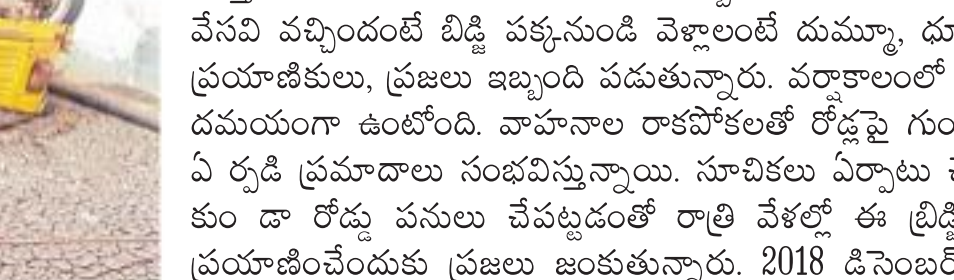 వేసవి వచ్చిందంటే బిడ్జి పక్కనుండి వెళ్లాలంటే దుమ్మూ,
ప్రయాణికులు, ప్రజలు ఇబ్బంది పడుతున్నారు. వర్షాకాలంలో
దమయంగా ఉంటోంది. వాహనాల రాకపోకలతో రోడ్లపై
ఏ ర్పడి ప్రమాదాలు సంభవిస్తున్నాయి. సూచికలు ఏర్పాటు
కుం డా రోడ్డు పనులు చేపట్టడంతో రాత్రి వేళల్లో ఈ
ప్రయాణించేందుకు ప్రజలు జంకుతున్నారు. 2018 డిసెంబర్